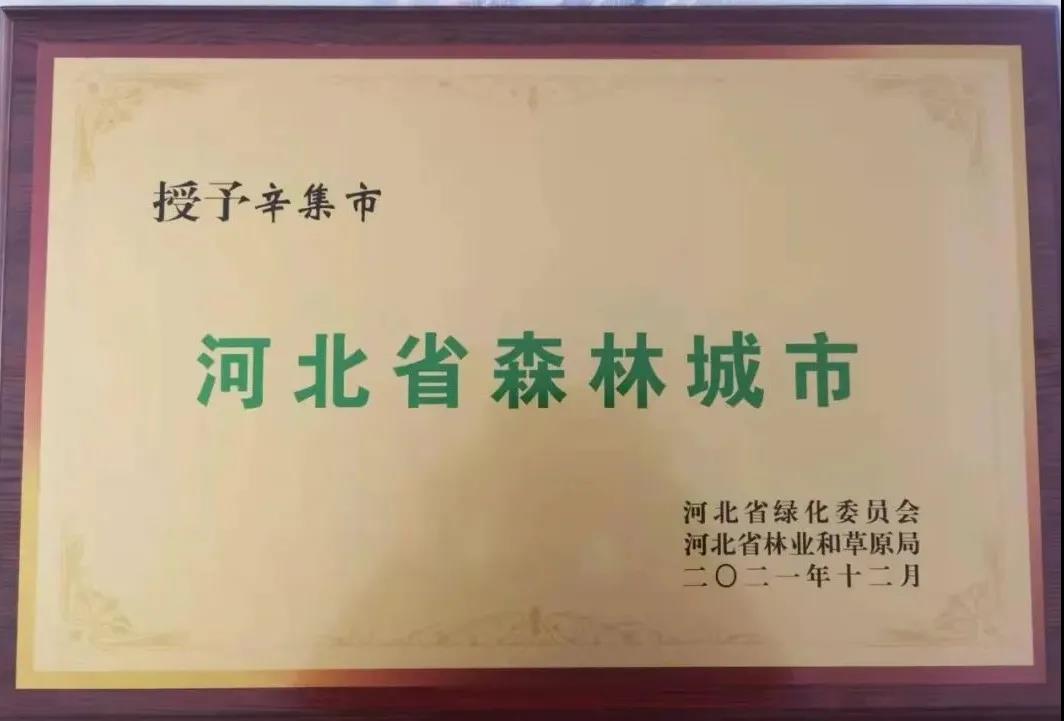 授予辛集市
河北省森林城市
河北省绿化委员会
河北省林业和草原局
二〇二一年十二月